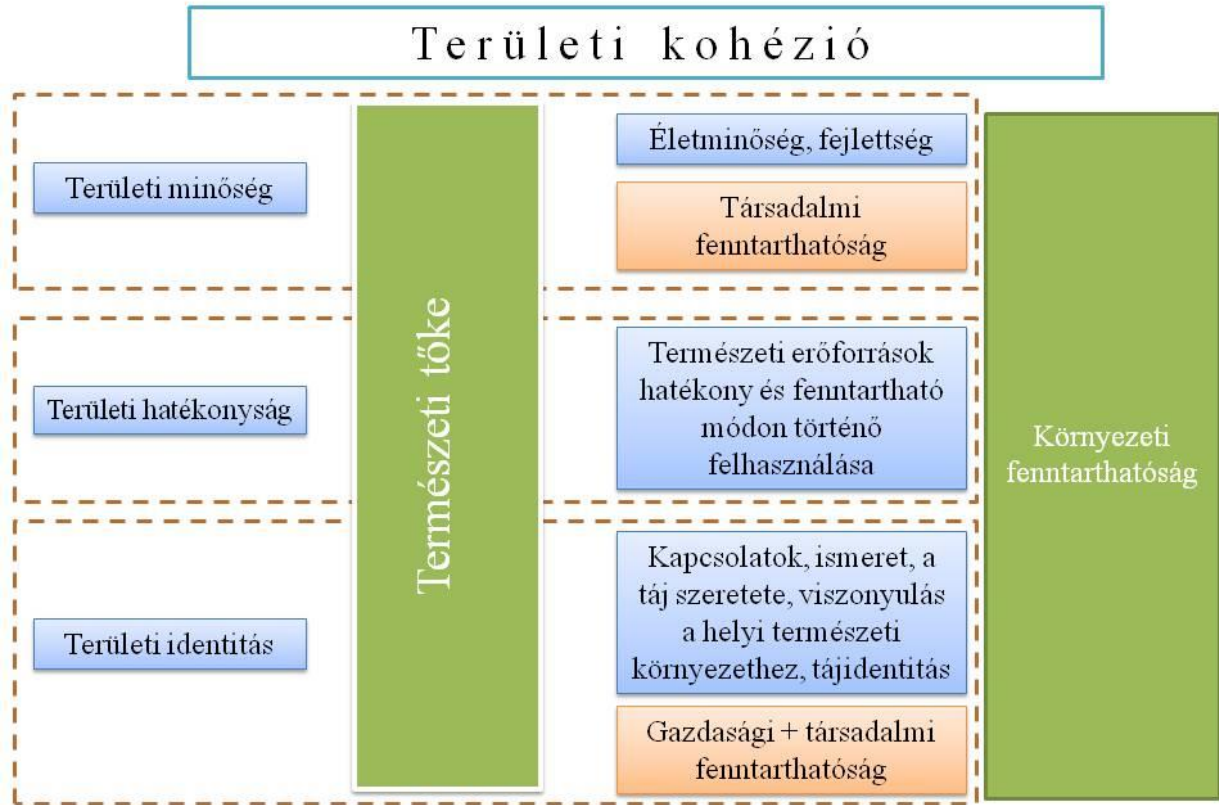 Területi kohézió
Területi minőség
Természeti tőke
Életminőség, fejlettség
Társadalmi
fenntarthatóság
Területi hatékonyság
Természeti erőforrások
hatékony és fenntartható
módon történő
felhasználása
Környezeti
fenntarthatóság
Területi identitás
Kapcsolatok, ismeret, a
táj szeretete, viszonyulás
a helyi természeti
környezethez, tájidentitás
Gazdasági + társadalmi
fenntarthatóság